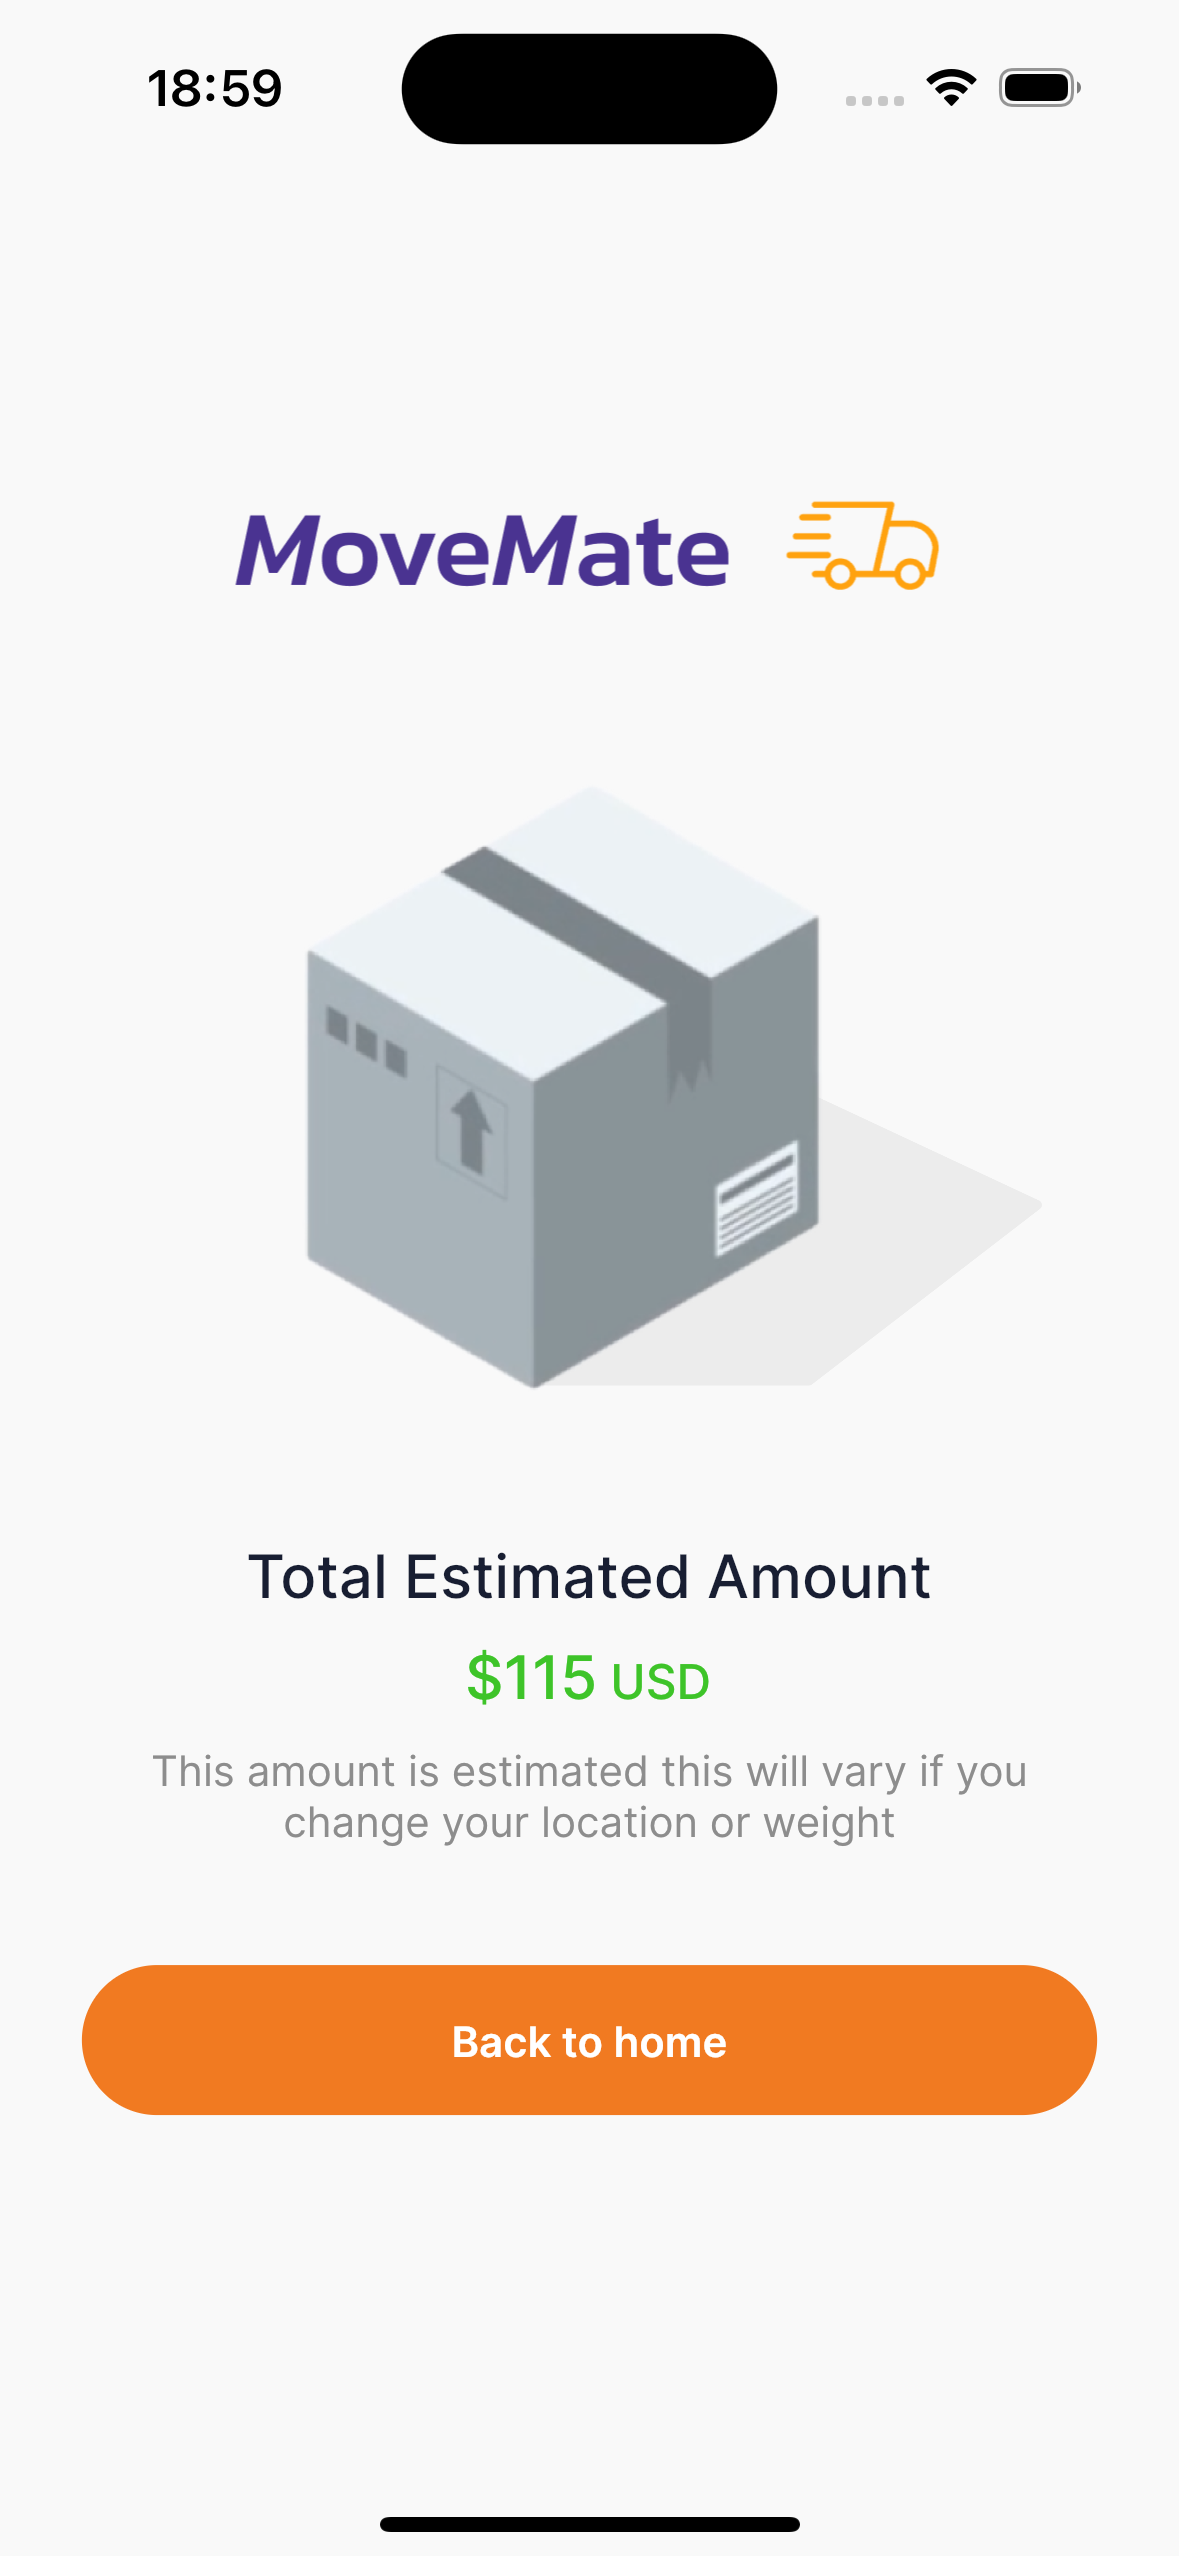 18:59
MoveMate
Total Estimated Amount
$115 USD
This amount is estimated this will vary if you
change your location or weight
Back to home